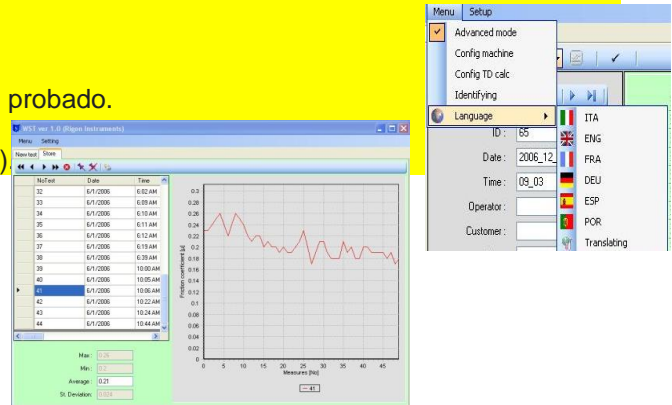 probado.
).
WST ver 1.0 (Rigon Instruments)
Menu Setting
New test Store
NoTest Date Time
32 6/1/2006 6:02 AM
33 6/1/2006 6:09 AM
34 6/1/2006 6:10 AM
35 6/1/2006 6:11 AM
36 6/1/2006 6:12 AM
37 6/1/2006 6:19 AM
38 6/1/2006 6:39 AM
39 6/1/2006 10:00 AM
40 6/1/2006 10:05 AM
41 6/1/2006 10:06 AM
42 6/1/2006 10:22 AM
43 6/1/2006 10:24 AM
44 6/1/2006 10:44 AM
Max: 0.26
Min: 0.2
Average: 0.21
St. Deviation: 0.024
Friction coefficient [µ]
0.3
0.28
0.26
0.24
0.22
0.2
0.18
0.16
0.14
0.12
0.1
0.08
0.06
0.04
0.02
0
0 5 10 15 20 25 30 35 40 45
Measures [No]
41
Menu Setup
Advanced mode
Config machine
Config TD calc
Identifying
Language
ITA
ENG
FRA
DEU
ESP
POR
Translating
ID: 65
Date: 2006_12_
Time: 09_03
Operator:
Customer: